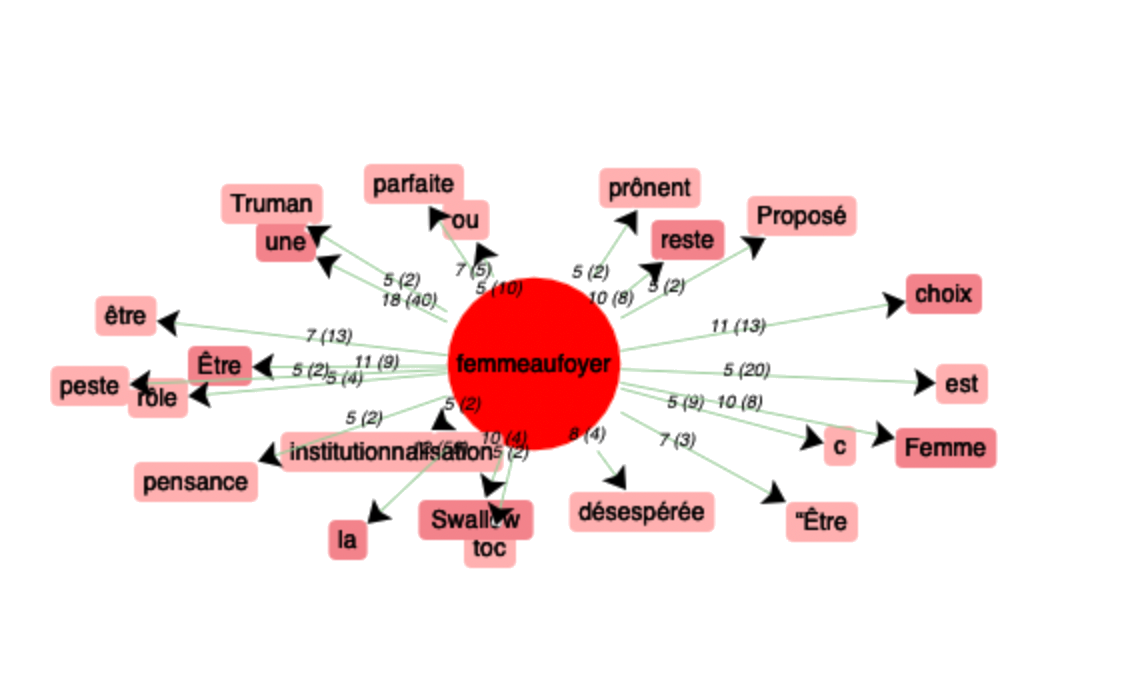 parfaite
prônent
Truman
ou
Proposé
une
reste
7 (5)
5 (2)
5 (2)
5 (10)
5 (2)
18 (40)
10 (8)
choix
être
11 (13)
7 (13)
Être
11 (9)
femmeaufoyer
5 (2)
5 (20)
peste
5 (4)
est
rôle
5 (2)
5 (2)
5 (9)
10 (8)
8 (4)
10 (4)
7 (3)
c
Femme
institutionnalisation
5 (2)
pensance
désespérée
Swallow
"Être
la
toc